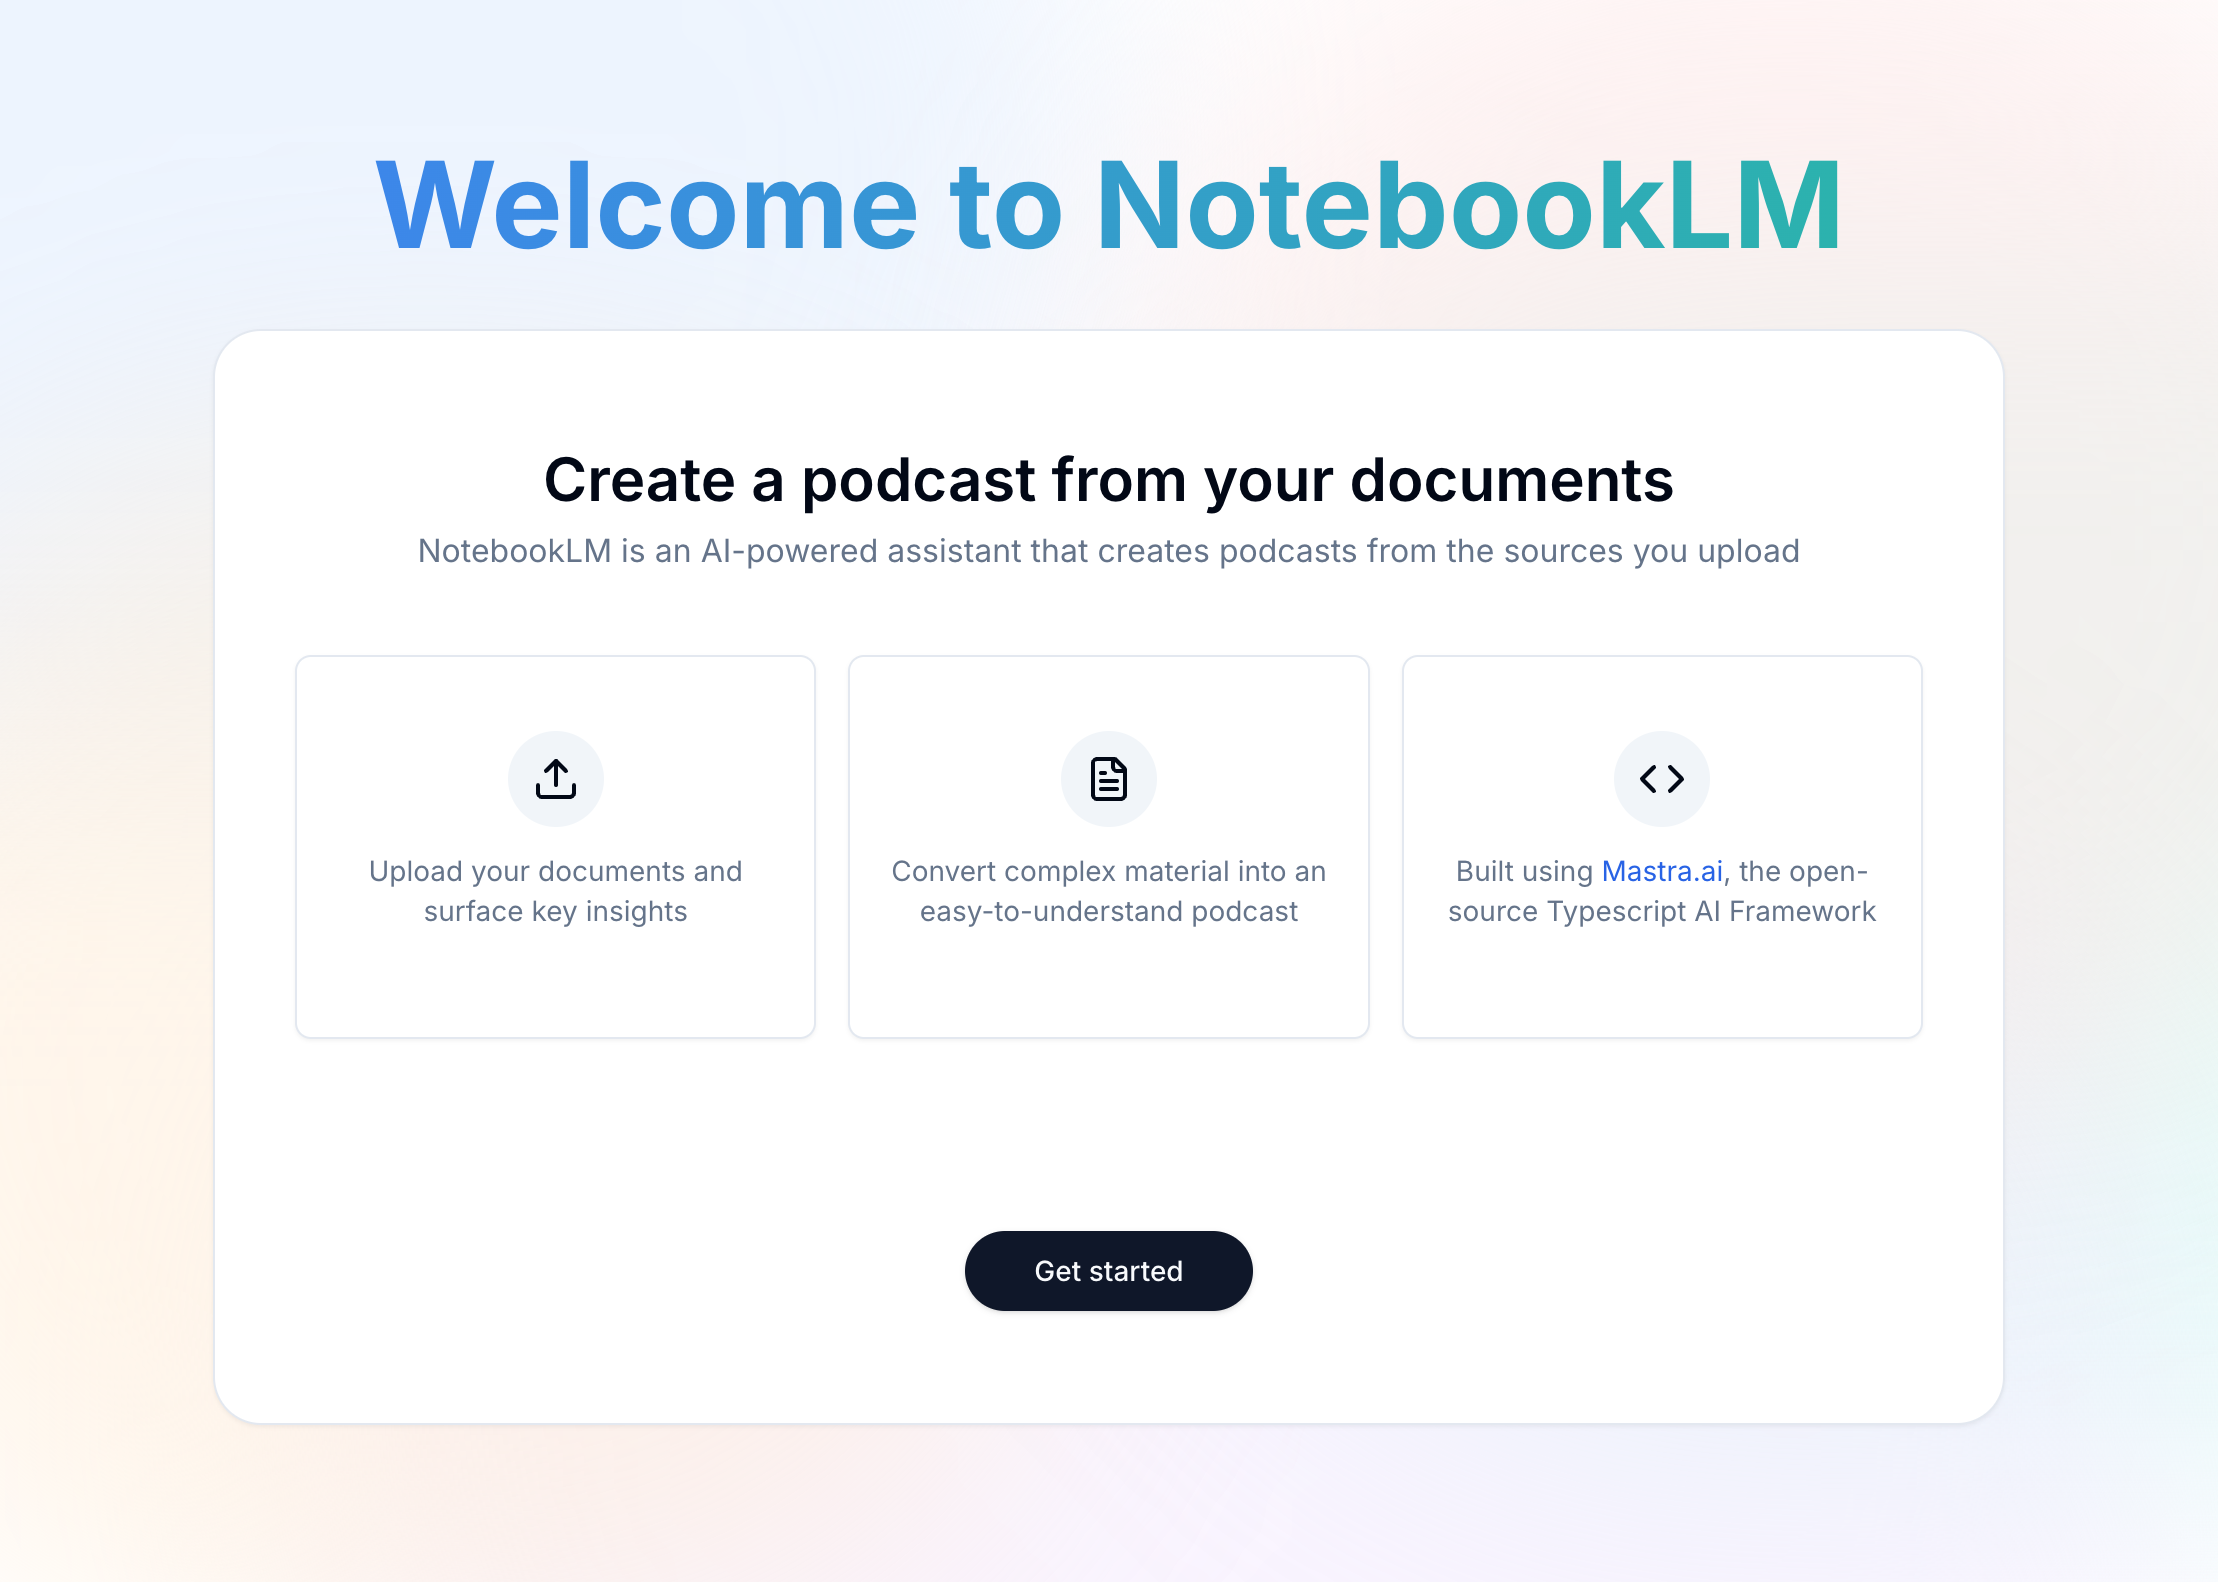 Welcome to NotebookLM
Create a podcast from your documents
NotebookLM is an AI-powered assistant that creates podcasts from the sources you upload
Upload your documents and
surface key insights
Convert complex material into an
easy-to-understand podcast
Built using Mastra.ai, the open-
source Typescript AI Framework
Get started